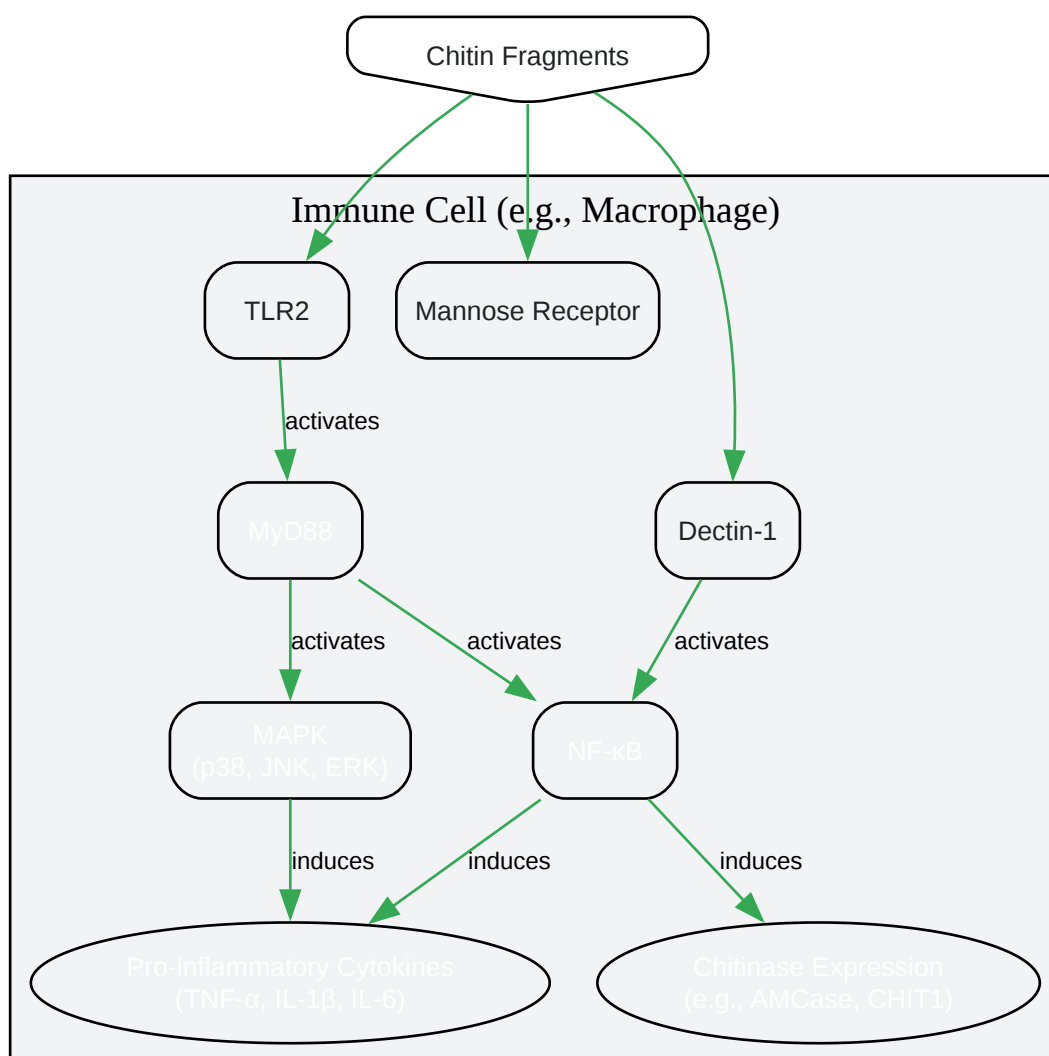 Chitin Fragments
Immune Cell (e.g., Macrophage)
TLR2
Mannose Receptor
activates
MyD88
Dectin-1
activates
activates
activates
MAPK
(p38, JNK, ERK)
NF-κB
induces
induces
induces
Pro-inflammatory Cytokines
(TNF-α, IL-1β, IL-6)
Chitinase Expression
(e.g., AMCase, CHIT1)